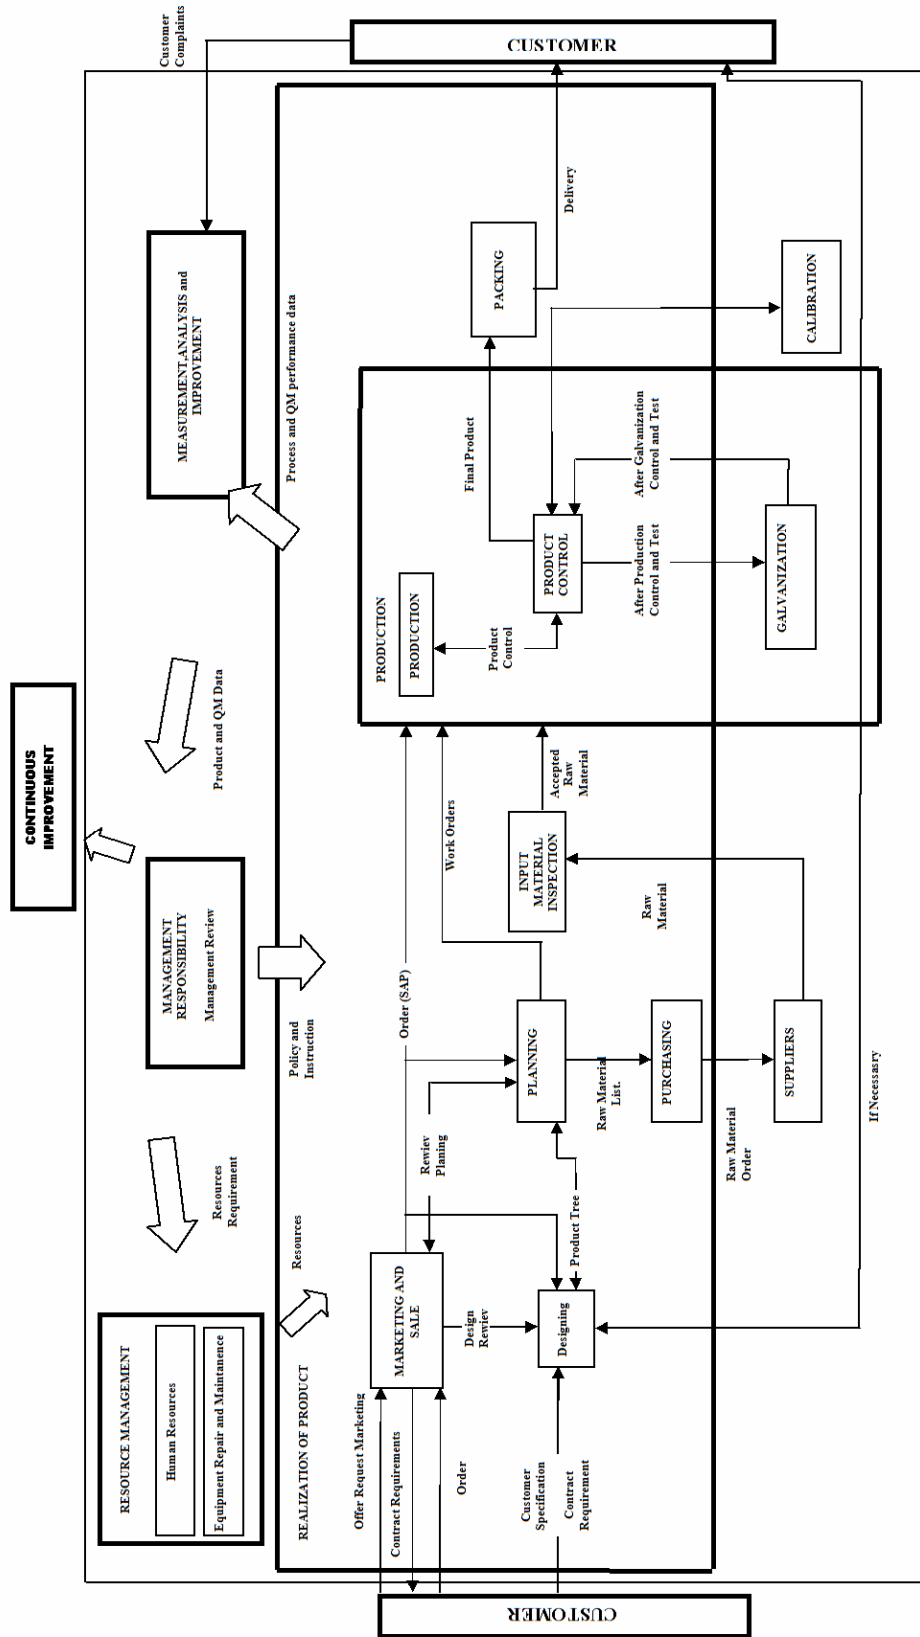 CONTINUOUS
IMPROVEMENT
RESOURCE MANAGEMENT
Human Resources
Equipment Repair and Maintanence
Resources
Requirement
MANAGEMENT
RESPONSIBILITY
Management Review
Product and QM Data
MEASUREMENT,ANALYSIS and
IMPROVEMENT
Customer
Complaints
Resources
Policy and
Instruction
Process and QM performance data
REALIZATION OF PRODUCT
CUSTOMER
Offer Request Marketing
Contract Requirements
Order
Customer
Specification
Contract
Requirement
MARKETING AND
SALE
Design
Rewiev
Designing
Rewiev
Planing
Product Tree
Order (SAP)
PLANNING
Work Orders
Raw Material
List.
PURCHASING
Raw Material
Order
SUPPLIERS
Raw
Material
INPUT
MATERIAL
INSPECTION
Accepted
Raw
Material
PRODUCTION
PRODUCTION
Product
Control
PRODUCT
CONTROL
After Production
Control and Test
After Galvanization
Control and Test
GALVANIZATION
Final Product
PACKING
Delivery
CALIBRATION
If Necessasry
CUSTOMER